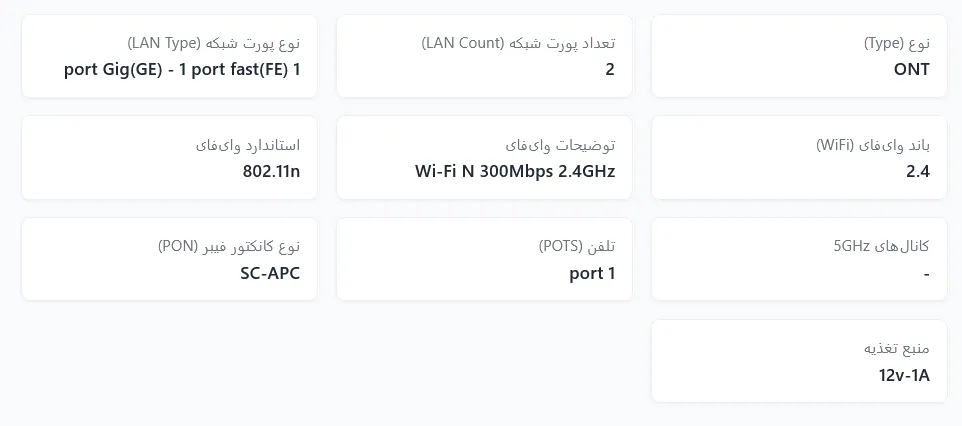 نوع (Type)
ONT
تعداد پورت شبکه (LAN Count)
2
نوع پورت شبکه (LAN Type)
port Gig(GE) - 1 port fast(FE) 1
باند وای‌فای (WiFi)
2.4
توضیحات وای‌فای
Wi-Fi N 300Mbps 2.4GHz
استاندارد وای‌فای
802.11n
کانال‌های 5GHz
-
تلفن (POTS)
port 1
نوع کانکتور فیبر (PON)
SC-APC
منبع تغذیه
12v-1A